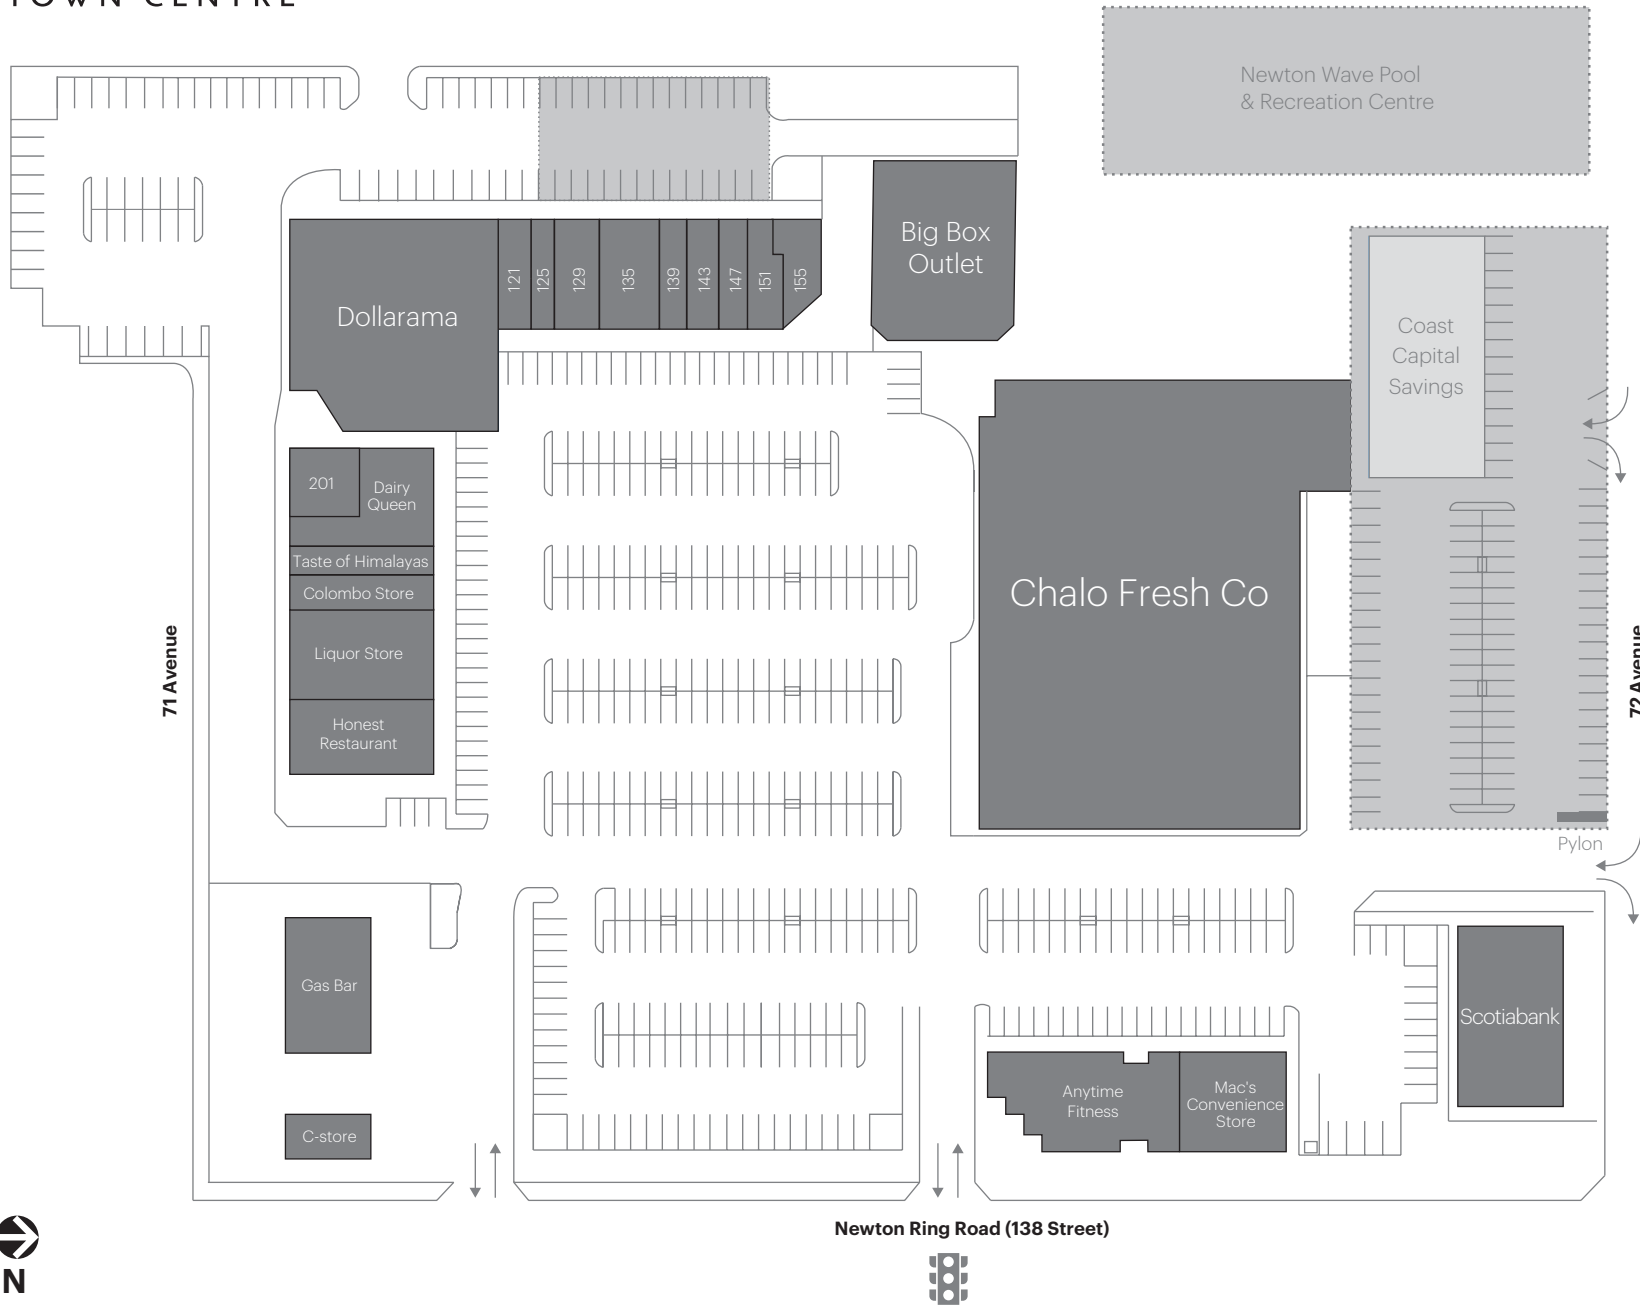 TOWN CENTRE
Newton Wave Pool
& Recreation Centre
Big Box
Outlet
Dollarama
121
125
129
135
139
143
147
151
155
Coast
Capital
Savings
201
Dairy
Queen
Taste of Himalayas
Colombo Store
Liquor Store
Honest
Restaurant
Chalo Fresh Co
71 Avenue
72 Avenue
Pylon
Gas Bar
C-store
Anytime
Fitness
Mac's
Convenience
Store
Scotiabank
Newton Ring Road (138 Street)
N